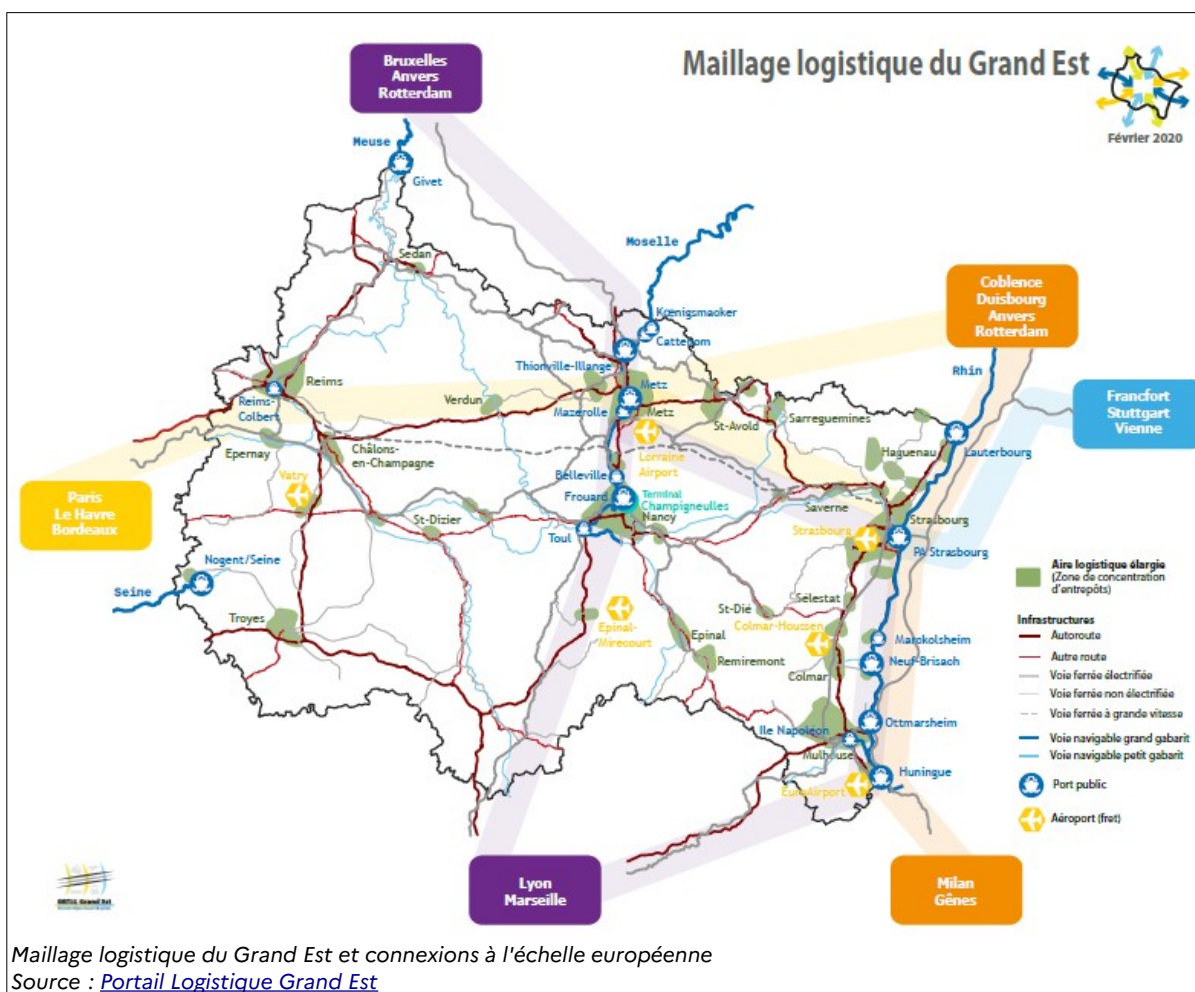 Maillage logistique du Grand Est
Février 2020
Bruxelles
Anvers
Rotterdam
Meuse
Givet
Moselle
Sedan
Kœnigsmacker
Cattenom
Coblence
Duisbourg
Anvers
Rotterdam
Thionville-Illange
Rhin
Reims
Reims-
Colbert
Verdun
Metz
Mazerolle
Metz
St-Avold
Sarreguemines
Francfort
Stuttgart
Vienne
Epernay
Châlons-
en-Champagne
Lorraine
Airport
Haguenau
Lauterbourg
Vatry
Belleville
Frouard
Terminal
Champigneulles
Saverne
Paris
Le Havre
Bordeaux
St-Dizier
Nancy
Toul
Strasbourg
Strasbourg
PA Strasbourg
Nogent/Seine
Seine
Troyes
Epinal-
Mirecourt
St-Dié
Sélestat
Colmar-Houssen
Epinal
Remiremont
Marckolsheim
Neuf-Brisach
Colmar
Ile Napoléon
Ottmarsheim
Mulhouse
Huningue
EuroAirport
Lyon
Marseille
Milan
Gênes
Aire logistique élargie
(Zone de concentration
d'entrepôts)
Infrastructures
Autoroute
Autre route
Voie ferrée électrifiée
Voie ferrée non électrifiée
Voie ferrée à grande vitesse
Voie navigable grand gabarit
Voie navigable petit gabarit
Port public
Aéroport (fret)
Maillage logistique du Grand Est et connexions à l'échelle européenne
Source : Portail Logistique Grand Est